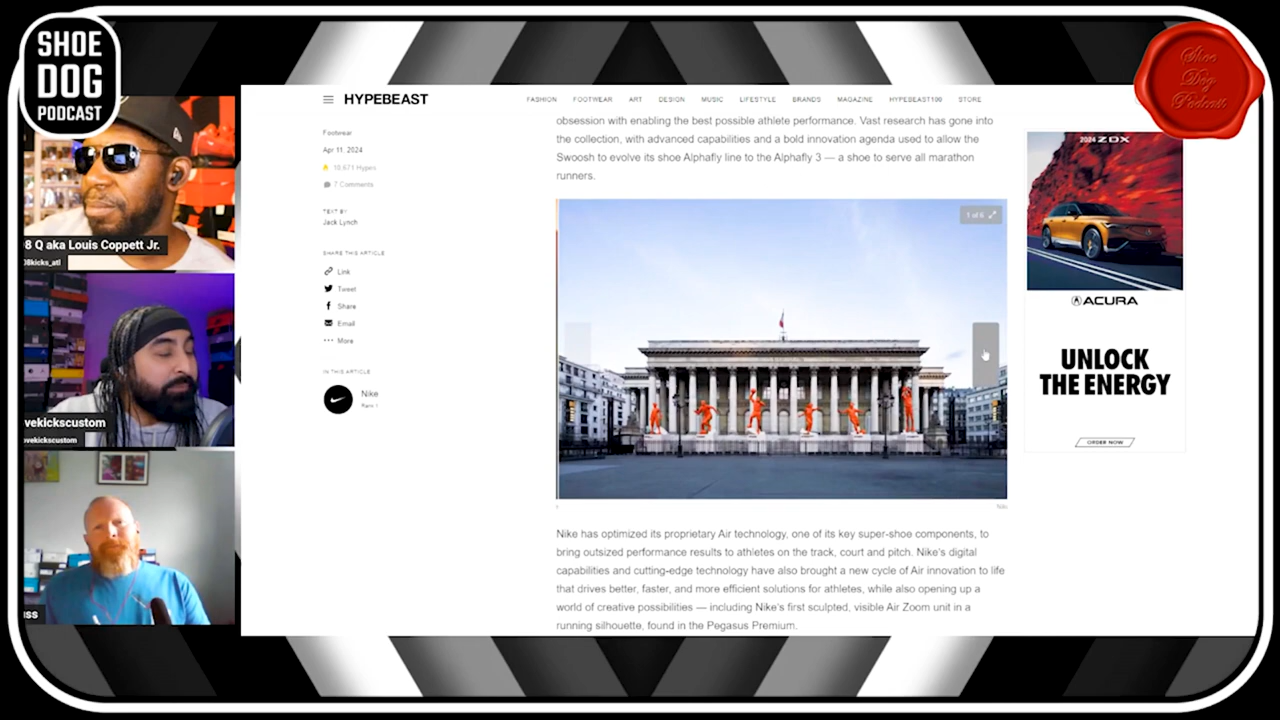 SHOE
DOG
PODCAST
Shoe
Dog
Podcast
8 Q aka Louis Coppett Jr.
8kicks_atl
vekickscustom
vekickscustom
ISS
HYPEBEAST
FASHION FOOTWEAR ART DESIGN MUSIC LIFESTYLE BRANDS MAGAZINE HYPEBEAST100 STORE
Footwear
Apr 11, 2024
10,671 Hypes
7 Comments
TEXT BY
Jack Lynch
SHARE THIS ARTICLE
Link
Tweet
Share
Email
More
IN THIS ARTICLE
Nike
obsession with enabling the best possible athlete performance. Vast research has gone into
the collection, with advanced capabilities and a bold innovation agenda used to allow the
Swoosh to evolve its shoe Alphafly line to the Alphafly 3 — a shoe to serve all marathon
runners.
1 of 6
Nike
Nike has optimized its proprietary Air technology, one of its key super-shoe components, to
bring outsized performance results to athletes on the track, court and pitch. Nike's digital
capabilities and cutting-edge technology have also brought a new cycle of Air innovation to life
that drives better, faster, and more efficient solutions for athletes, while also opening up a
world of creative possibilities — including Nike's first sculpted, visible Air Zoom unit in a
running silhouette, found in the Pegasus Premium.
2024 ZDX
ACURA
UNLOCK
THE ENERGY
ORDER NOW